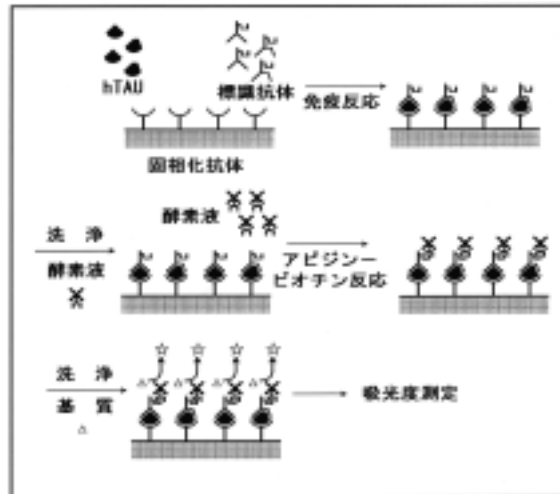 hTAU
標識抗体
免疫反応
固相化抗体
酵素液
洗 浄
酵素液
アビジンー
ビオチン反応
洗 浄
基 質
吸光度測定